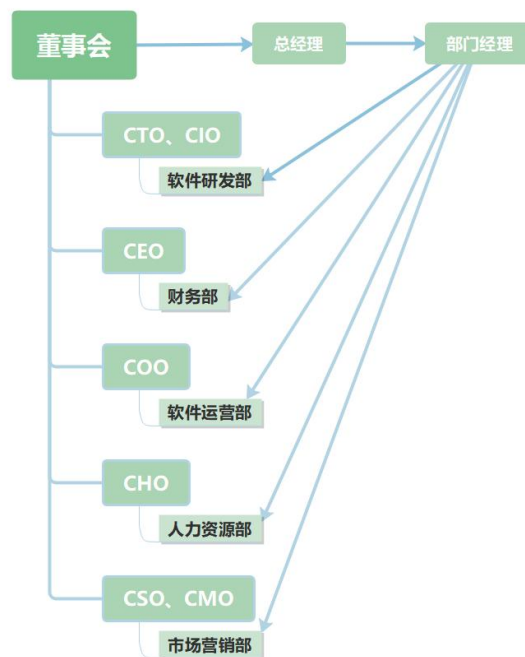 董事会
总经理
部门经理
CTO、CIO
软件研发部
CEO
财务部
COO
软件运营部
CHO
人力资源部
CSO、CMO
市场营销部